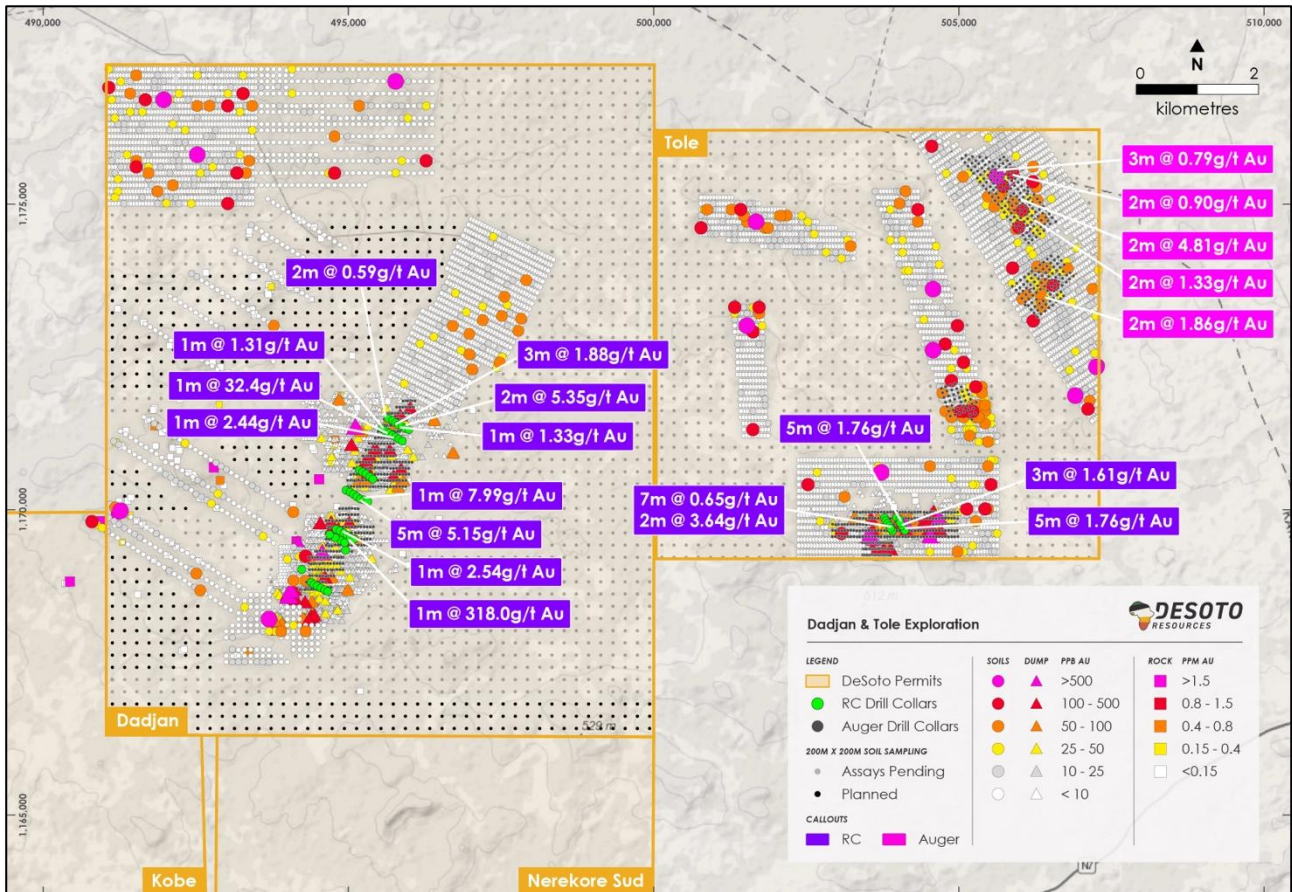 490,000
495,000
500,000
505,000
510,000
N
0 2
kilometres
Tole
3m @ 0.79g/t Au
2m @ 0.90g/t Au
2m @ 4.81g/t Au
2m @ 1.33g/t Au
2m @ 1.86g/t Au
1,175,000
2m @ 0.59g/t Au
1m @ 1.31g/t Au
3m @ 1.88g/t Au
1m @ 32.4g/t Au
2m @ 5.35g/t Au
1m @ 2.44g/t Au
1m @ 1.33g/t Au
5m @ 1.76g/t Au
3m @ 1.61g/t Au
1m @ 7.99g/t Au
7m @ 0.65g/t Au
2m @ 3.64g/t Au
5m @ 1.76g/t Au
1,170,000
5m @ 5.15g/t Au
1m @ 2.54g/t Au
1m @ 318.0g/t Au
612 m
Dadjan
529 m
1,165,000
Kobe
Nerekore Sud
Dadjan & Tole Exploration
DESOTO
RESOURCES
LEGEND
DeSoto Permits
RC Drill Collars
Auger Drill Collars
200M X 200M SOIL SAMPLING
Assays Pending
Planned
CALLOUTS
RC
Auger
SOILS DUMP PPB AU
>500
100 - 500
50 - 100
25 - 50
10 - 25
< 10
ROCK PPM AU
>1.5
0.8 - 1.5
0.4 - 0.8
0.15 - 0.4
<0.15
N7